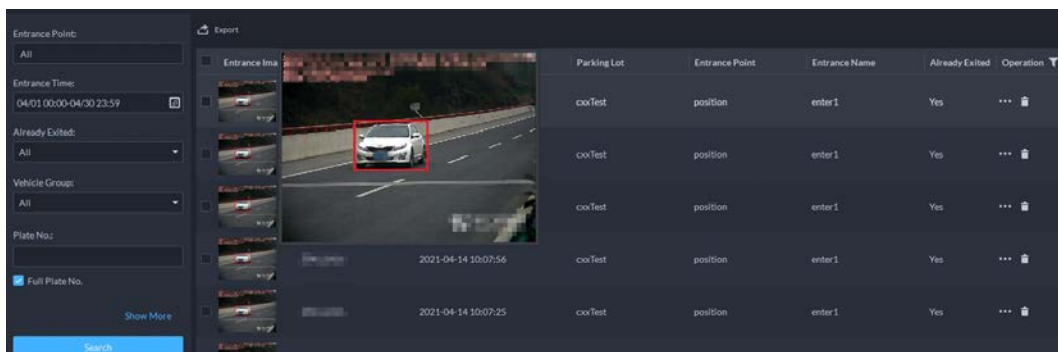 Entrance Point:
All
Entrance Time:
04/01 00:00-04/30 23:59
Already Exited:
All
Vehicle Group:
All
Plate No.:
Full Plate No.
Show More
Search
Export
Entrance Ima Parking Lot Entrance Point Entrance Name Already Exited Operation
cxxTest position enter1 Yes
cxxTest position enter1 Yes
cxxTest position enter1 Yes
2021-04-14 10:07:56 cxxTest position enter1 Yes
2021-04-14 10:07:25 cxxTest position enter1 Yes